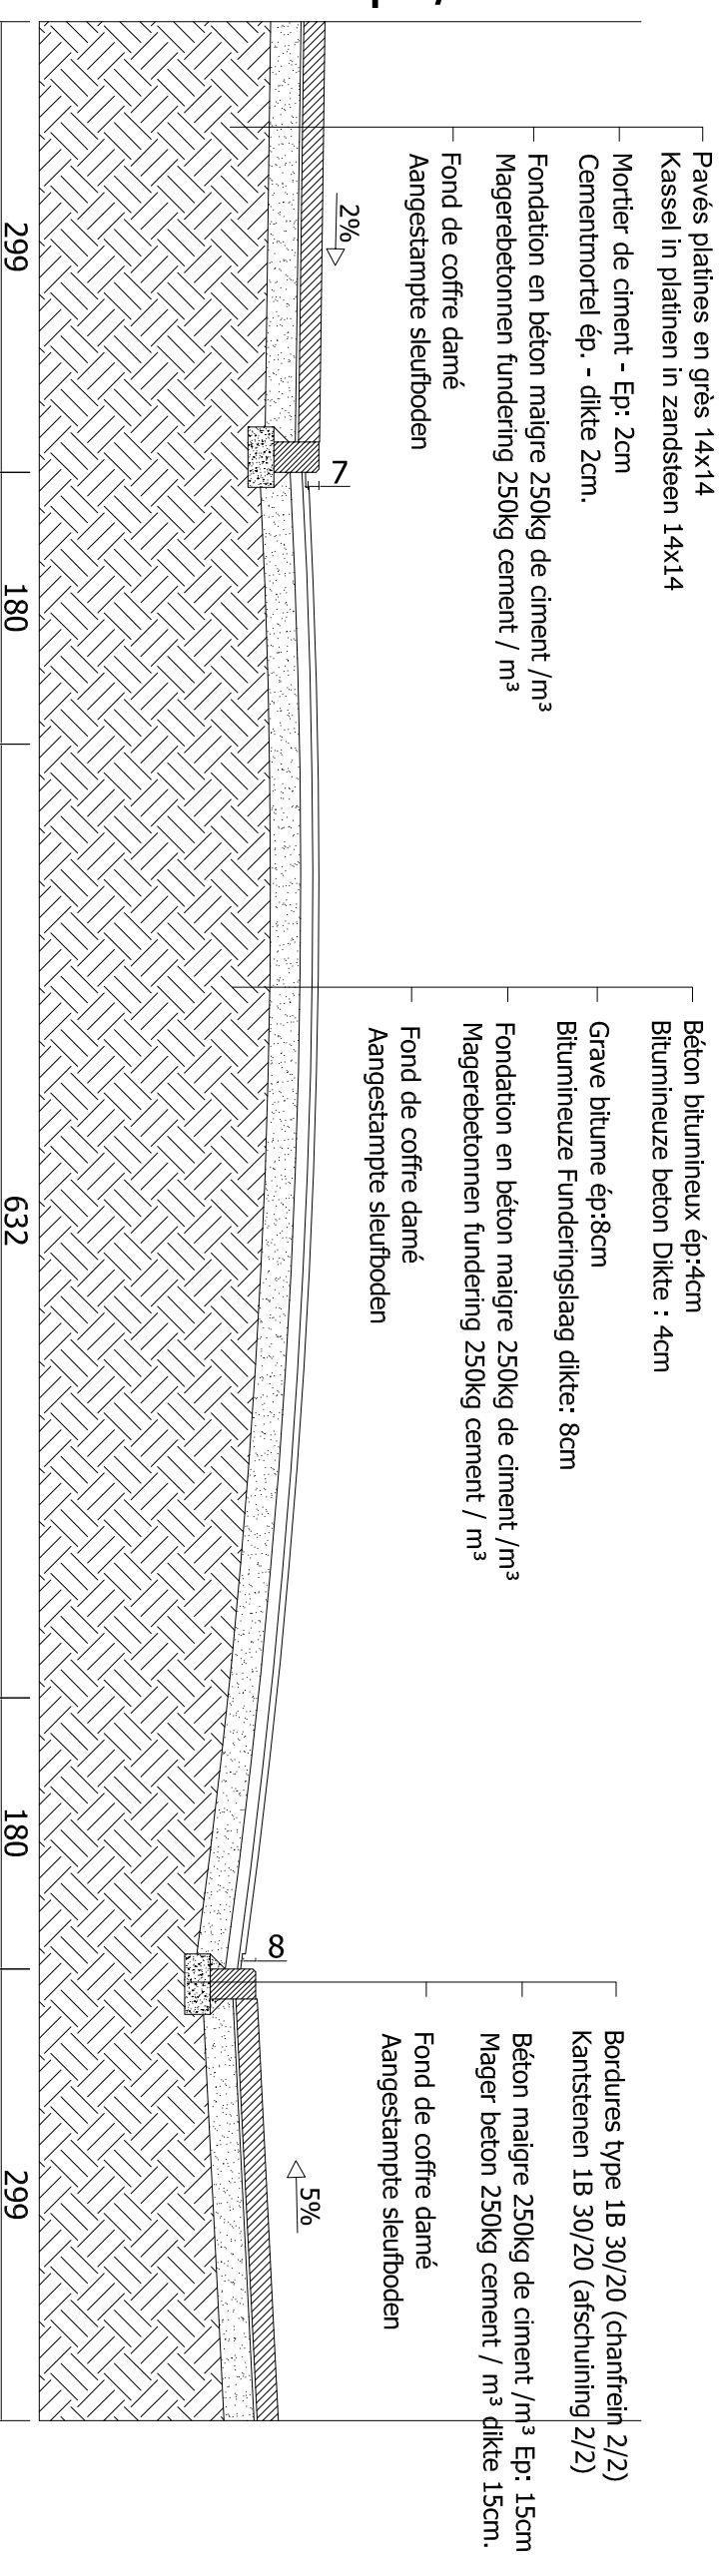 Pavés platines en grès 14x14
Kassel in platinen in zandsteen 14x14
Mortier de ciment - Ep: 2cm
Cementmortel ép. - dikte 2cm.
Fondation en béton maigre 250kg de ciment /m³
Magerebetonnen fundering 250kg cement / m³
Fond de coffre damé
Aangestampte sleufboden
2%
7
Béton bitumineux ép:4cm
Bitumineuze beton Dikte : 4cm
Grave bitume ép:8cm
Bitumineuze Funderingslaag dikte: 8cm
Fondation en béton maigre 250kg de ciment /m³
Magerebetonnen fundering 250kg cement / m³
Fond de coffre damé
Aangestampte sleufboden
8
Bordures type 1B 30/20 (chanfrein 2/2)
Kantstenen 1B 30/20 (afschuining 2/2)
Béton maigre 250kg de ciment /m³ Ep: 15cm
Mager beton 250kg cement / m³ dikte 15cm.
Fond de coffre damé
Aangestampte sleufboden
5%
299
180
632
180
299